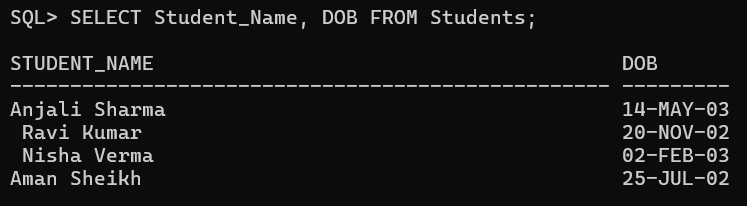 SQL> SELECT Student_Name, DOB FROM Students;
STUDENT_NAME                                       DOB
-------------------------------------------------- ---------
Anjali Sharma                                      14-MAY-03
 Ravi Kumar                                        20-NOV-02
 Nisha Verma                                       02-FEB-03
Aman Sheikh                                        25-JUL-02